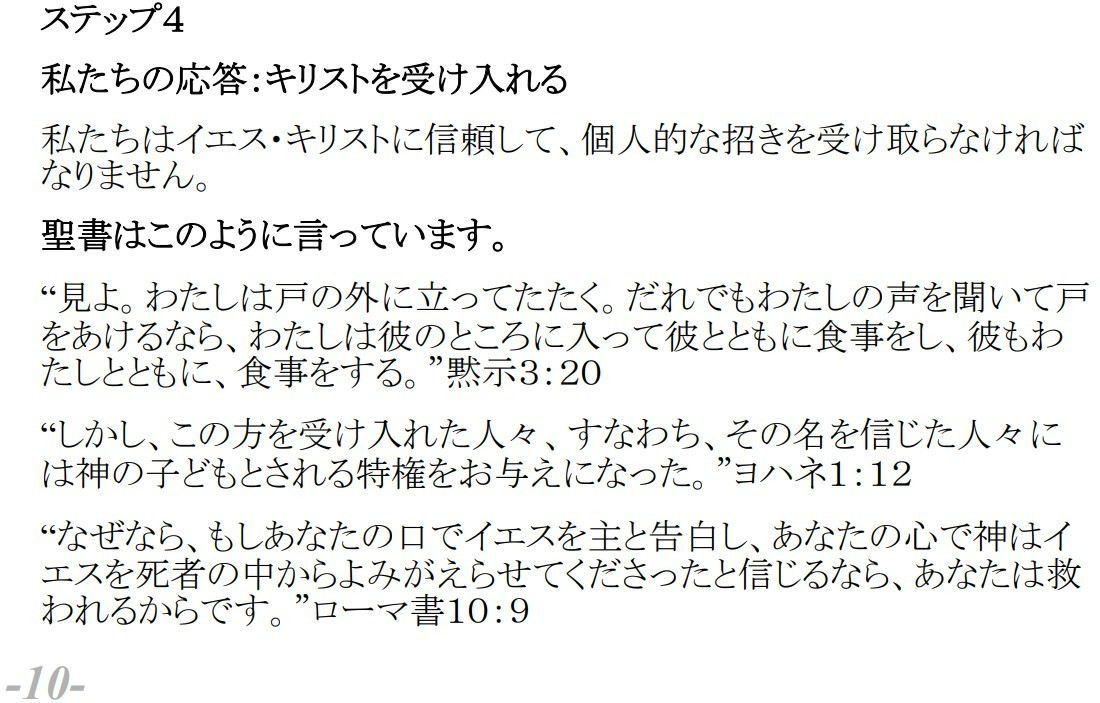 ステップ４
私たちの応答：キリストを受け入れる
私たちはイエス・キリストに信頼して、個人的な招きを受け取らなければ
なりません。
聖書はこのように言っています。
“見よ。わたしは戸の外に立ってたたく。だれでもわたしの声を聞いて戸
をあけるなら、わたしは彼のところに入って彼とともに食事をし、彼もわ
たしとともに、食事をする。”黙示３：２０
“しかし、この方を受け入れた人々、すなわち、その名を信じた人々に
は神の子どもとされる特権をお与えになった。”ヨハネ１：１２
“なぜなら、もしあなたの口でイエスを主と告白し、あなたの心で神はイ
エスを死者の中からよみがえらせてくださったと信じるなら、あなたは救
われるからです。”ローマ書１０：９
-10-